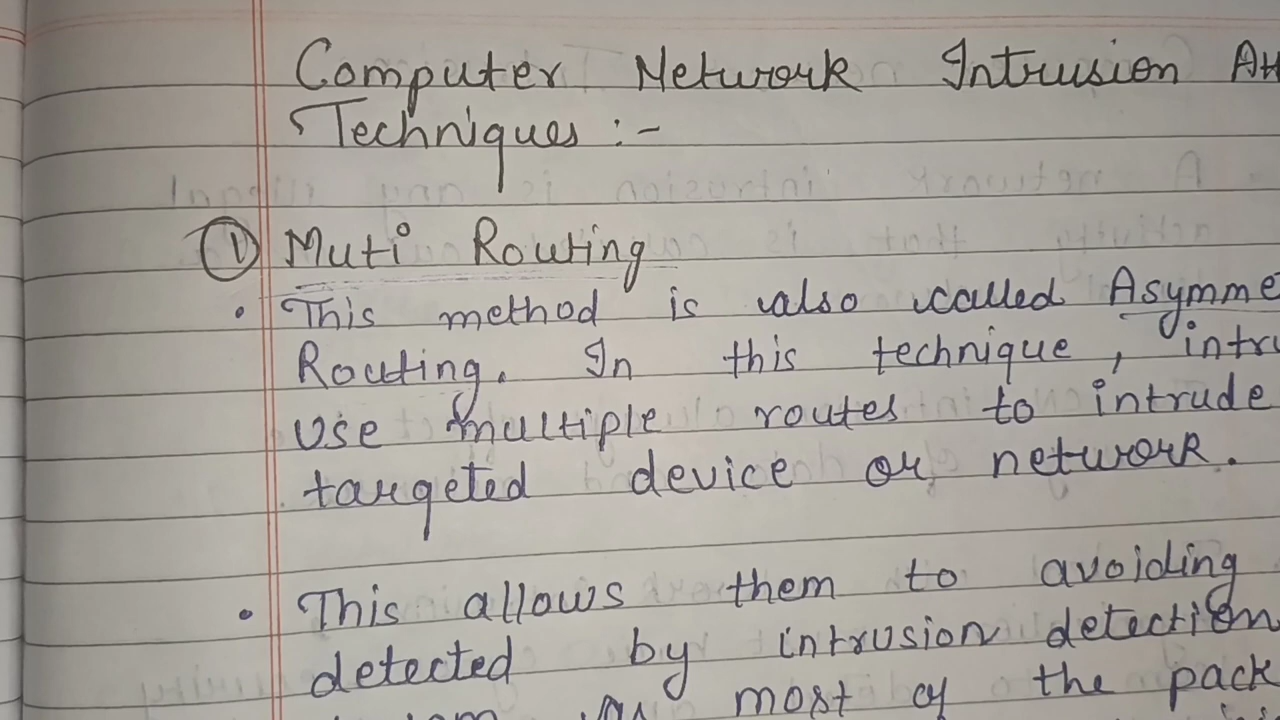 Computer Network Intrusion
Techniques :-
① Muti Routing
• This method is also called
Routing. In this technique,
use multiple routes to intrude
targeted device or network.
• This allows them to avoiding
detected by intrusion detection
most of the